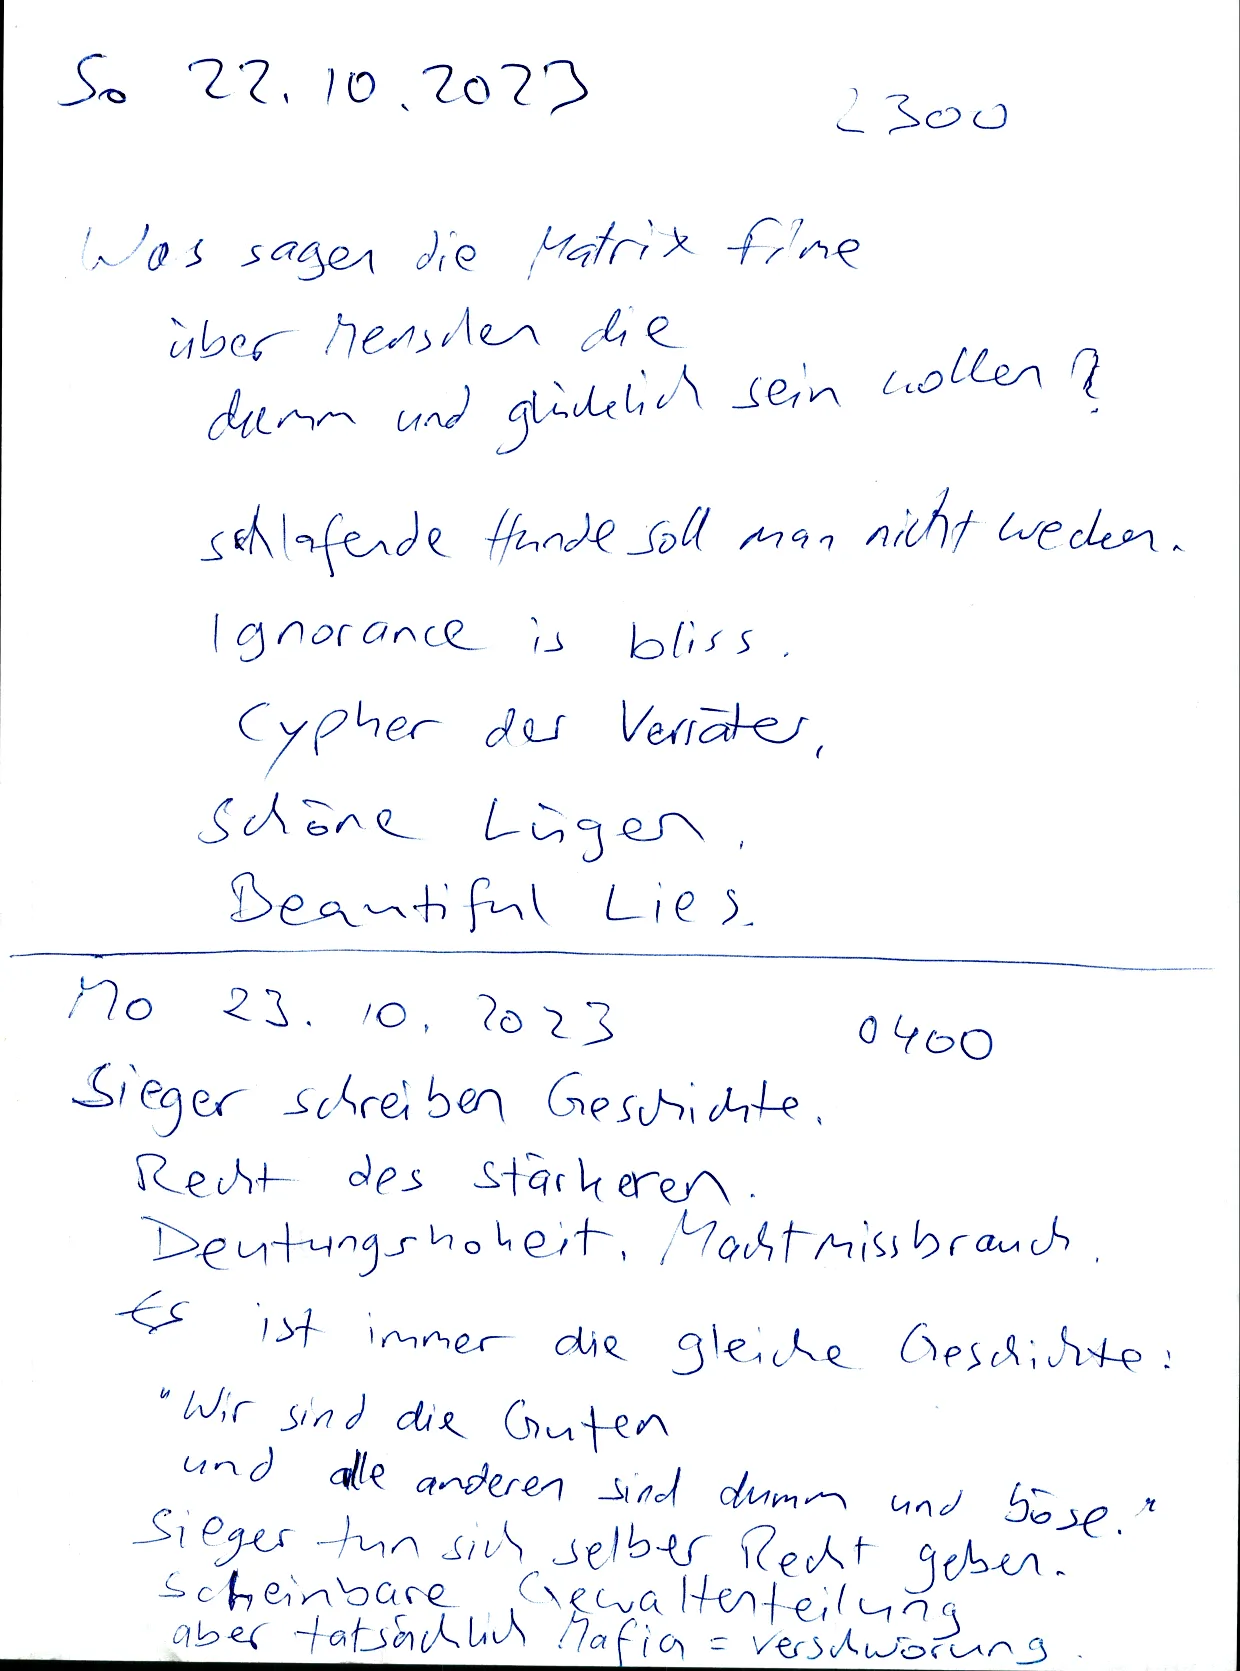 So 22.10.2023
2300
Was sagen die Matrix filme
über Menschen die
dumm und glücklich sein wollen?
schlafende Hunde soll man nicht wecken.
Ignorance is bliss.
Cypher der Verräter,
schöne Lügen,
Beautiful Lies.
Mo 23.10.2023
0400
Sieger schreiben Geschichte.
Recht des stärkeren.
Deutungshoheit. Machtmissbrauch.
Es ist immer die gleiche Geschichte:
"Wir sind die Guten
und alle anderen sind dumm und böse."
Sieger tun sich selber Recht geben.
scheinbare Gewaltenteilung
aber tatsächlich Mafia = verschwörung.